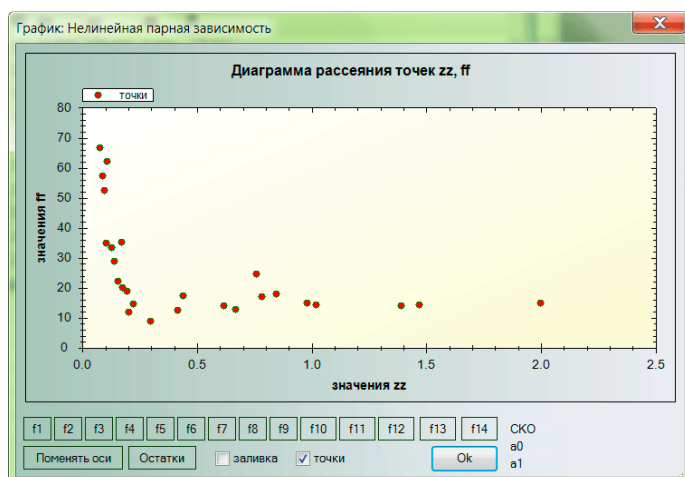 График: Нелинейная парная зависимость
X
Диаграмма рассеяния точек zz, ff
точки
80
70
60
50
40
30
20
10
0
значения ff
0.0 0.5 1.0 1.5 2.0 2.5
значения zz
f1 f2 f3 f4 f5 f6 f7 f8 f9 f10 f11 f12 f13 f14 СКО
a0
Поменять оси Остатки заливка точки Ok
a1